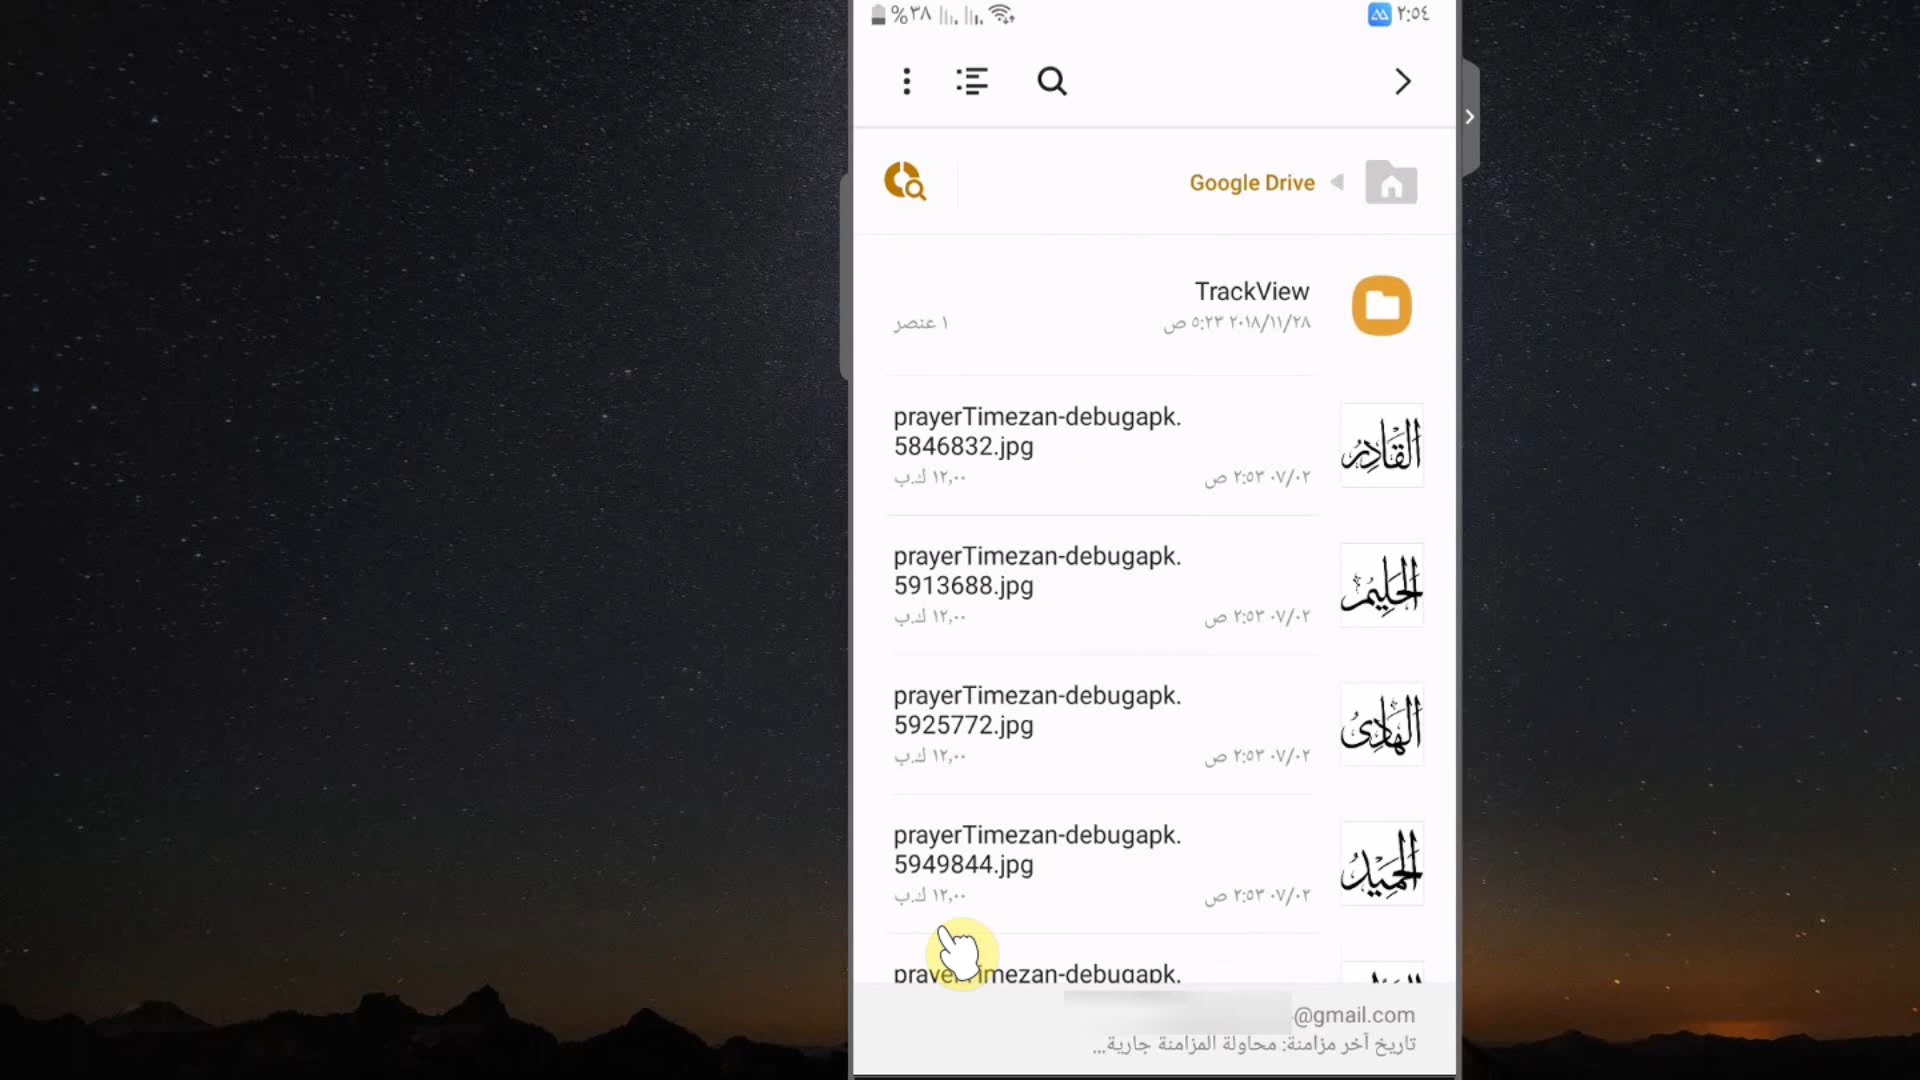 %٣٨
٢:٥٤
Google Drive
TrackView
٢٠١٨/١١/٢٨ ٥:٢٣ ص
١ عنصر
prayerTimezan-debugapk.
5846832.jpg
٠٧/٠٢ ٢:٥٣ ص
١٢,٠٠ ك.ب
القادر
prayerTimezan-debugapk.
5913688.jpg
٠٧/٠٢ ٢:٥٣ ص
١٢,٠٠ ك.ب
الحليم
prayerTimezan-debugapk.
5925772.jpg
٠٧/٠٢ ٢:٥٣ ص
١٢,٠٠ ك.ب
الهادى
prayerTimezan-debugapk.
5949844.jpg
٠٧/٠٢ ٢:٥٣ ص
١٢,٠٠ ك.ب
الحميد
prayerTimezan-debugapk.
@gmail.com
تاريخ آخر مزامنة: محاولة المزامنة جارية...